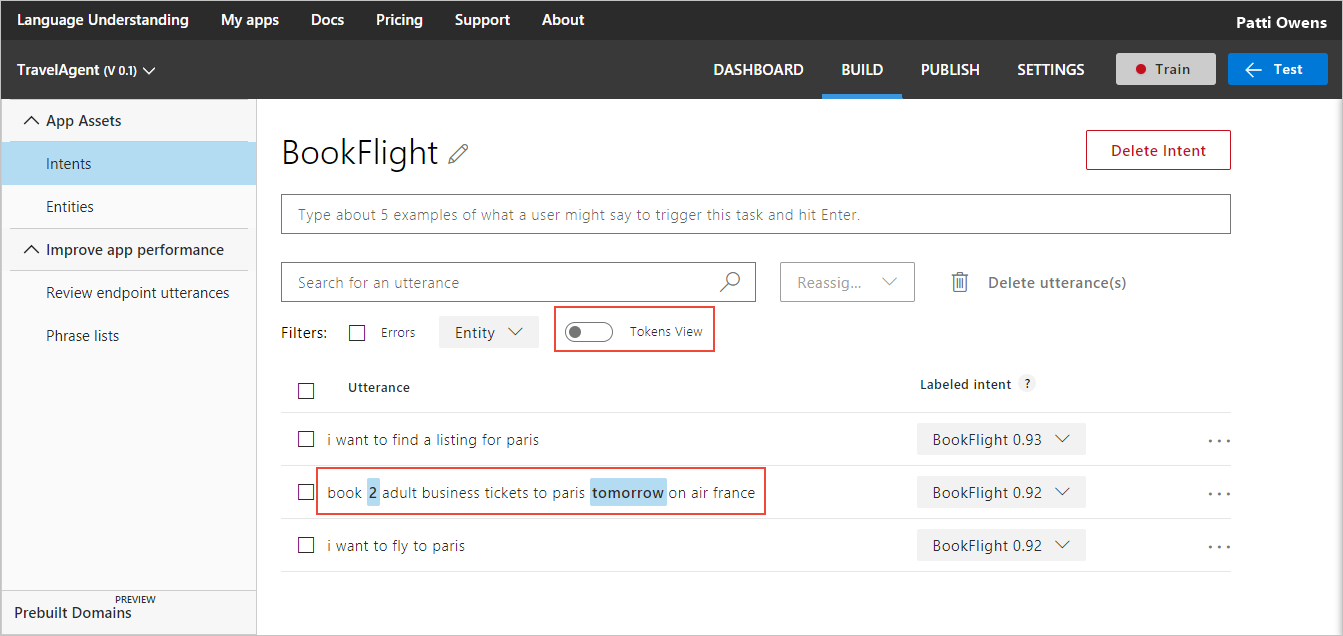 Language Understanding My apps Docs Pricing Support About
Patti Owens
TravelAgent (V 0.1)
DASHBOARD BUILD PUBLISH SETTINGS Train Test
App Assets
Intents
Entities
Improve app performance
Review endpoint utterances
Phrase lists
PREVIEW
Prebuilt Domains
BookFlight
Delete Intent
Type about 5 examples of what a user might say to trigger this task and hit Enter.
Search for an utterance Reassig... Delete utterance(s)
Filters: Errors Entity Tokens View
Utterance Labeled intent ?
i want to find a listing for paris BookFlight 0.93 ...
book 2 adult business tickets to paris tomorrow on air france BookFlight 0.92 ...
i want to fly to paris BookFlight 0.92 ...